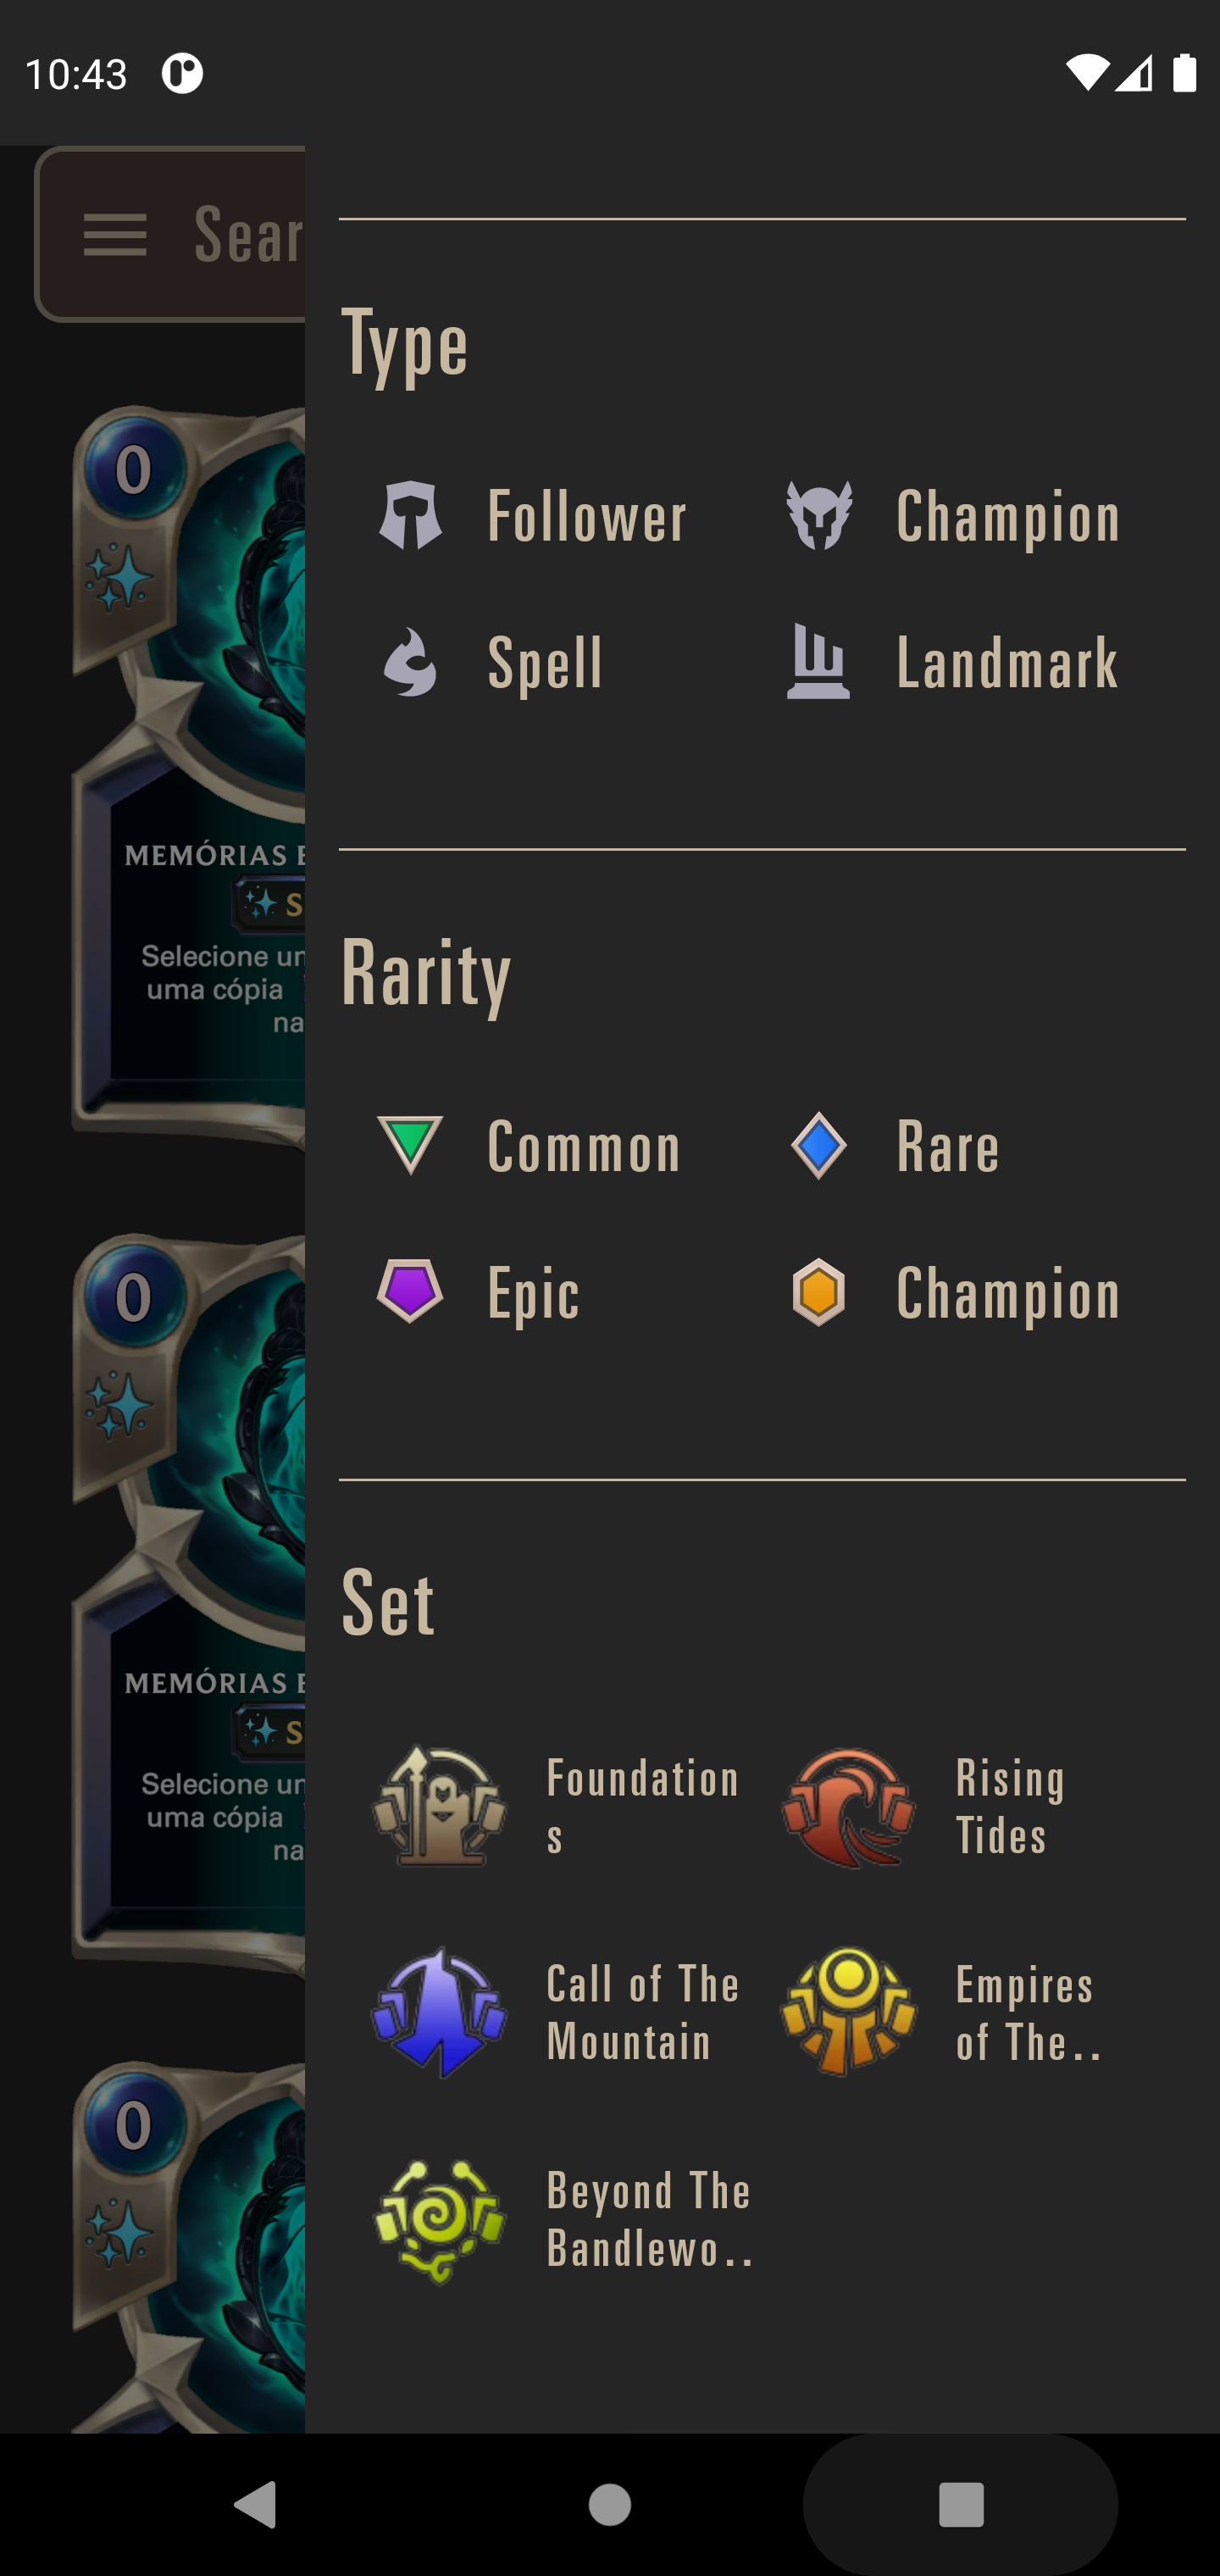 10:43
Sear
Type
Follower
Champion
Spell
Landmark
Rarity
Common
Rare
Epic
Champion
Set
Foundation
s
Rising
Tides
Call of The
Mountain
Empires
of The..
Beyond The
Bandlewo..
0
MEMÓRIAS E
S
Selecione un
uma cópia
na
0
MEMÓRIAS E
S
Selecione un
uma cópia
na
0